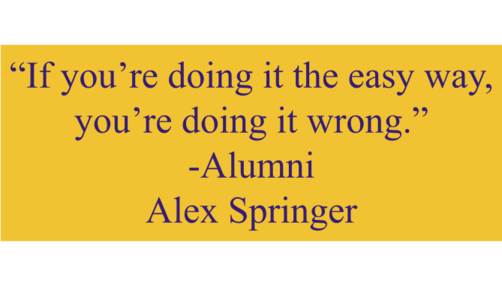 “If you’re doing it the easy way,
you’re doing it wrong.”
-Alumni
Alex Springer